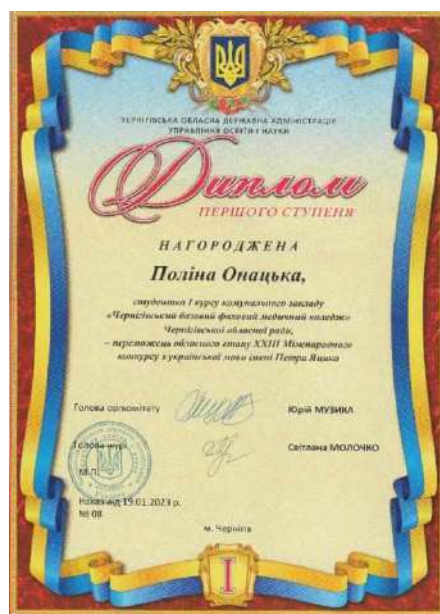 ЧЕРНІГІВСЬКА ОБЛАСНА ДЕРЖАВНА АДМІНІСТРАЦІЯ
УПРАВЛІННЯ ОСВІТИ І НАУКИ
Диплом
ПЕРШОГО СТУПЕНЯ
НАГОРОДЖЕНА
Поліна Онацька,
студентка І курсу комунального закладу
«Чернігівський базовий фаховий медичний коледж»
Чернігівської обласної ради,
– переможець обласного етапу XXIII Міжнародного
конкурсу з української мови імені Петра Яцика
Голова оргкомітету Юрій МУЗИКА
Голова журі Світлана МОЛОЧКО
М.П.
Наказ від 19.01.2023 р.
№ 08
м. Чернігів
I